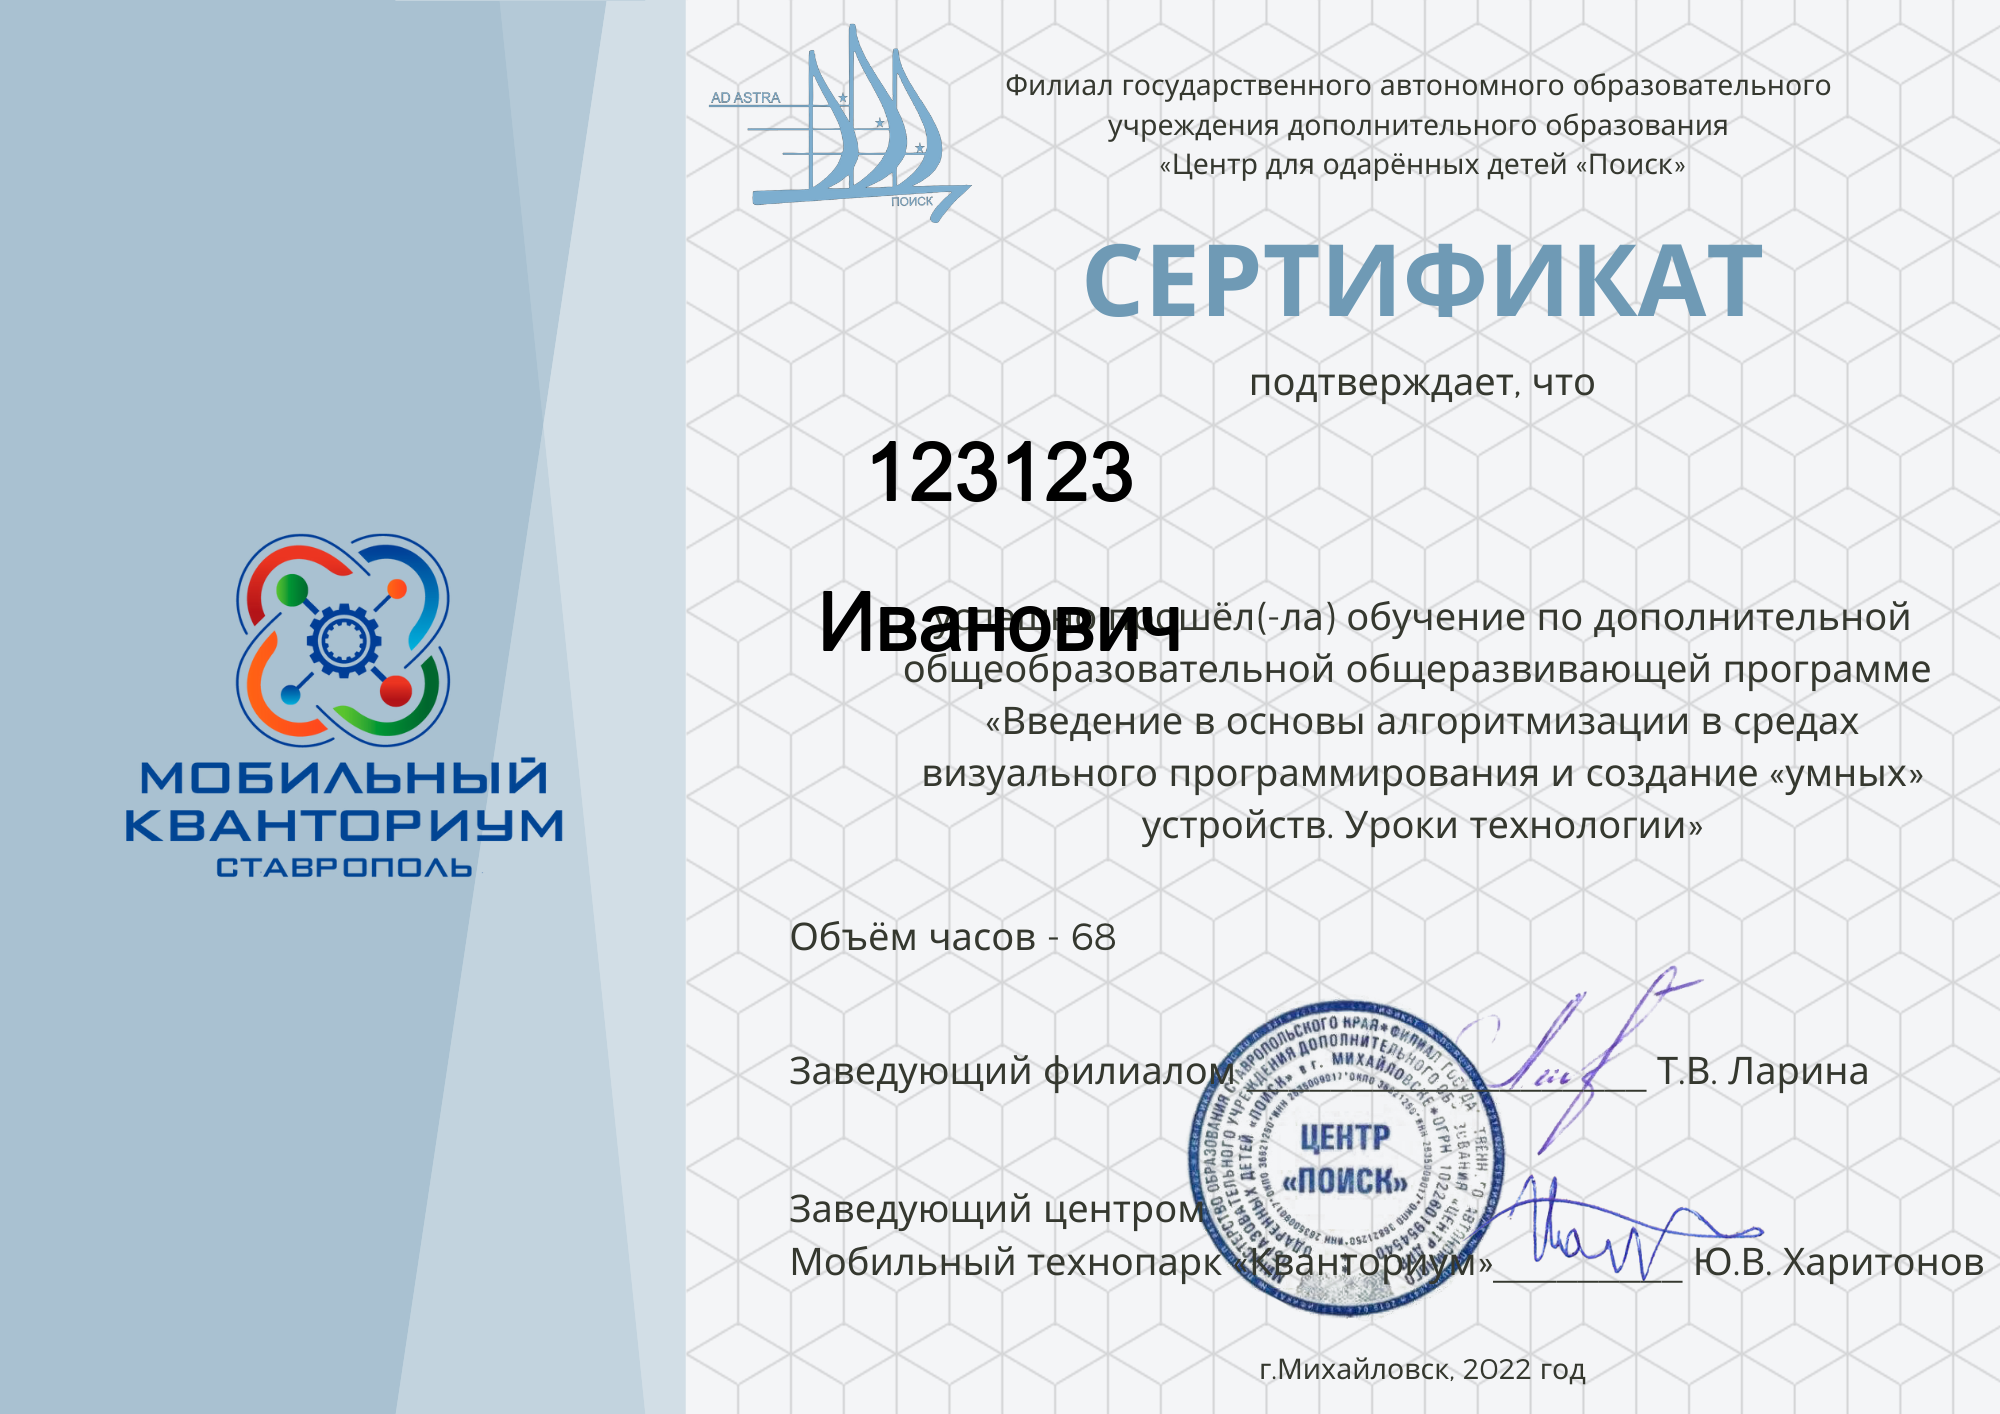 AD ASTRA
ПОИСК
Филиал государственного автономного образовательного
учреждения дополнительного образования
«Центр для одарённых детей «Поиск»
СЕРТИФИКАТ
подтверждает, что
123123
Иванович
успешно прошёл(-ла) обучение по дополнительной
общеобразовательной общеразвивающей программе
«Введение в основы алгоритмизации в средах
визуального программирования и создание «умных»
устройств. Уроки технологии»
МОБИЛЬНЫЙ
КВАНТОРИУМ
СТАВРОПОЛЬ
Объём часов - 68
Заведующий филиалом Т.В. Ларина
ЦЕНТР
«ПОИСК»
Заведующий центром
Мобильный технопарк «Кванториум»__________ Ю.В. Харитонов
г.Михайловск, 2022 год